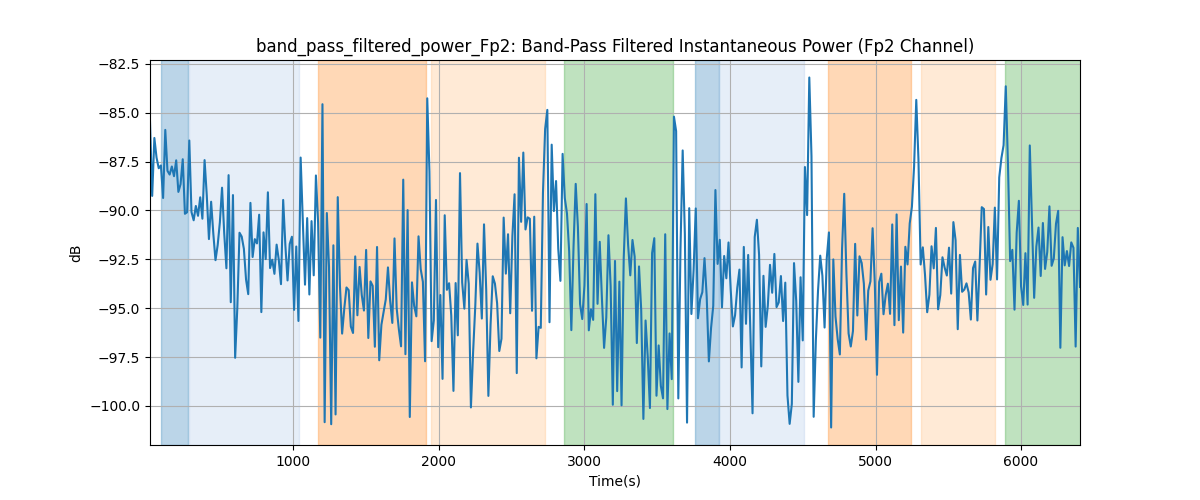 band_pass_filtered_power_Fp2: Band-Pass Filtered Instantaneous Power (Fp2 Channel)
−82.5
−85.0
−87.5
−90.0
−92.5
−95.0
−97.5
−100.0
dB
1000 2000 3000 4000 5000 6000
Time(s)